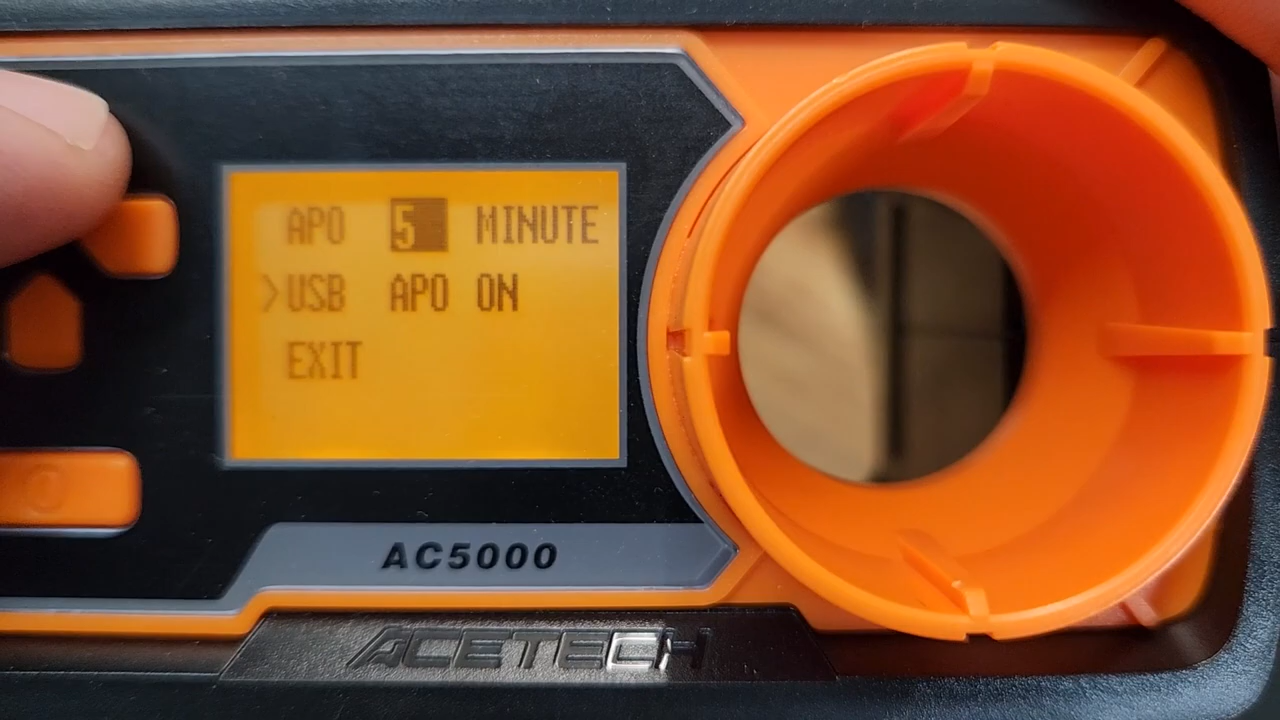 APO 5 MINUTE
>USB APO ON
EXIT
AC5000
ACETECH